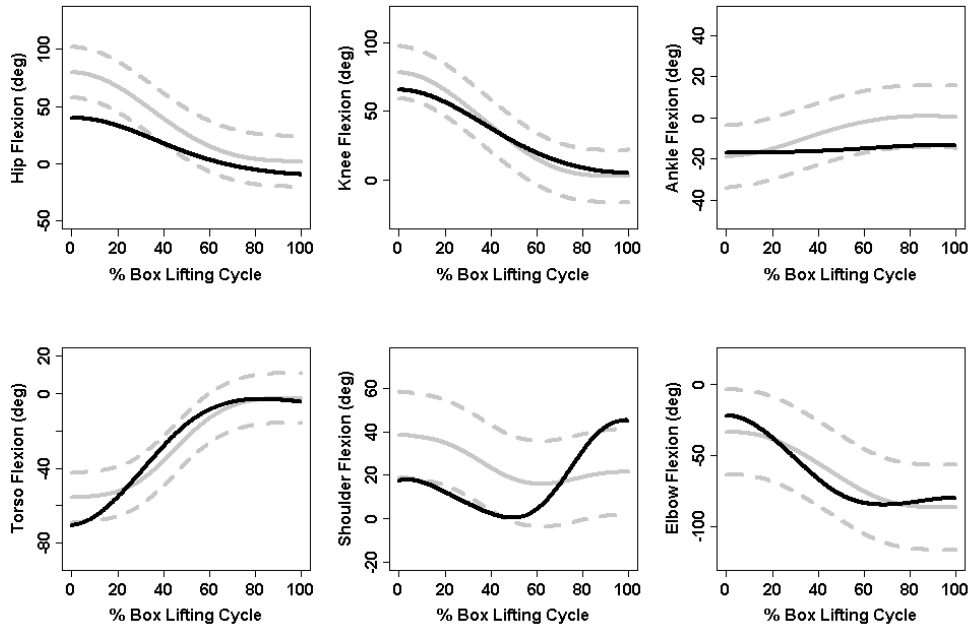 Hip Flexion (deg)
100
50
0
-50
0 20 40 60 80 100
% Box Lifting Cycle
Knee Flexion (deg)
100
50
0
0 20 40 60 80 100
% Box Lifting Cycle
Ankle Flexion (deg)
40
20
0
-20
-40
0 20 40 60 80 100
% Box Lifting Cycle
Torso Flexion (deg)
20
0
-40
-80
0 20 40 60 80 100
% Box Lifting Cycle
Shoulder Flexion (deg)
60
40
20
0
-20
0 20 40 60 80 100
% Box Lifting Cycle
Elbow Flexion (deg)
0
-50
-100
0 20 40 60 80 100
% Box Lifting Cycle